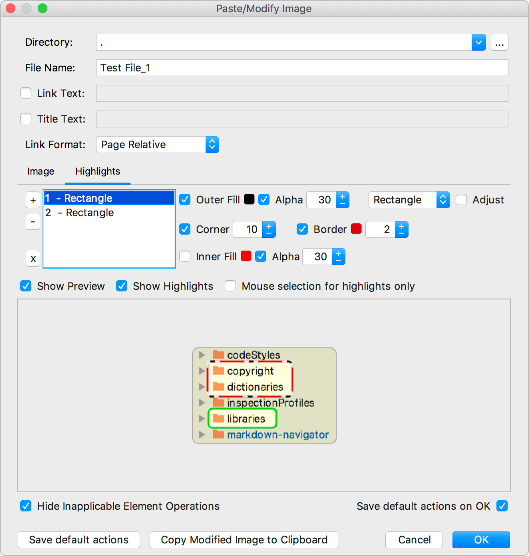 Paste/Modify Image
Directory: . ...
File Name: Test File_1
Link Text:
Title Text:
Link Format: Page Relative
Image Highlights
+ 1 - Rectangle
- 2 - Rectangle
x
Outer Fill Alpha 30 + - Rectangle Adjust
Corner 10 + - Border 2 + -
Inner Fill Alpha 30 + -
Show Preview Show Highlights Mouse selection for highlights only
codeStyles
copyright
dictionaries
inspectionProfiles
libraries
markdown-navigator
Hide Inapplicable Element Operations Save default actions on OK
Save default actions Copy Modified Image to Clipboard Cancel OK